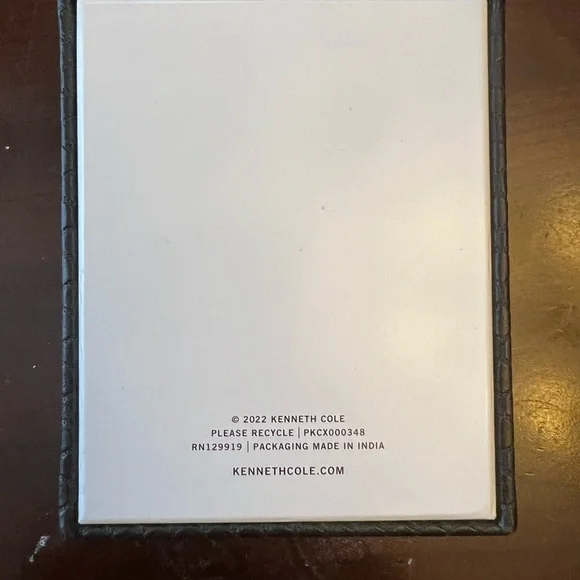 © 2022 KENNETH COLE
PLEASE RECYCLE | PKCX000348
RN129919 | PACKAGING MADE IN INDIA
KENNETHCOLE.COM